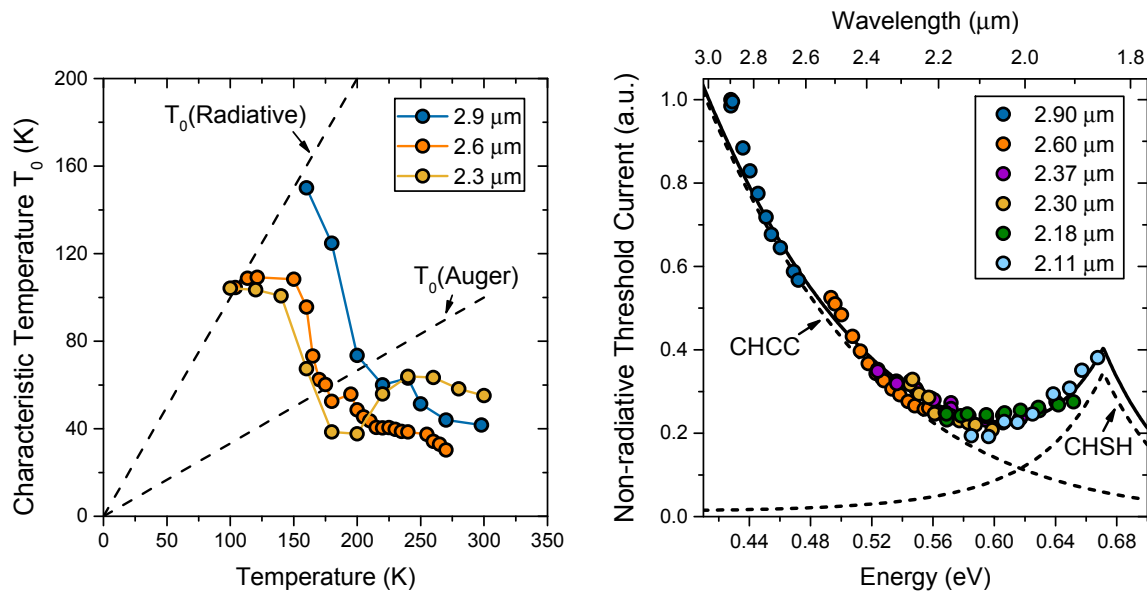 Characteristic Temperature T₀ (K)
200
160
120
80
40
0
0 50 100 150 200 250 300 350
Temperature (K)
T₀(Radiative)
T₀(Auger)
2.9 μm
2.6 μm
2.3 μm
Wavelength (μm)
3.0 2.8 2.6 2.4 2.2 2.0 1.8
Non-radiative Threshold Current (a.u.)
1.0
0.8
0.6
0.4
0.2
0.0
0.44 0.48 0.52 0.56 0.60 0.64 0.68
Energy (eV)
2.90 μm
2.60 μm
2.37 μm
2.30 μm
2.18 μm
2.11 μm
CHCC
CHSH